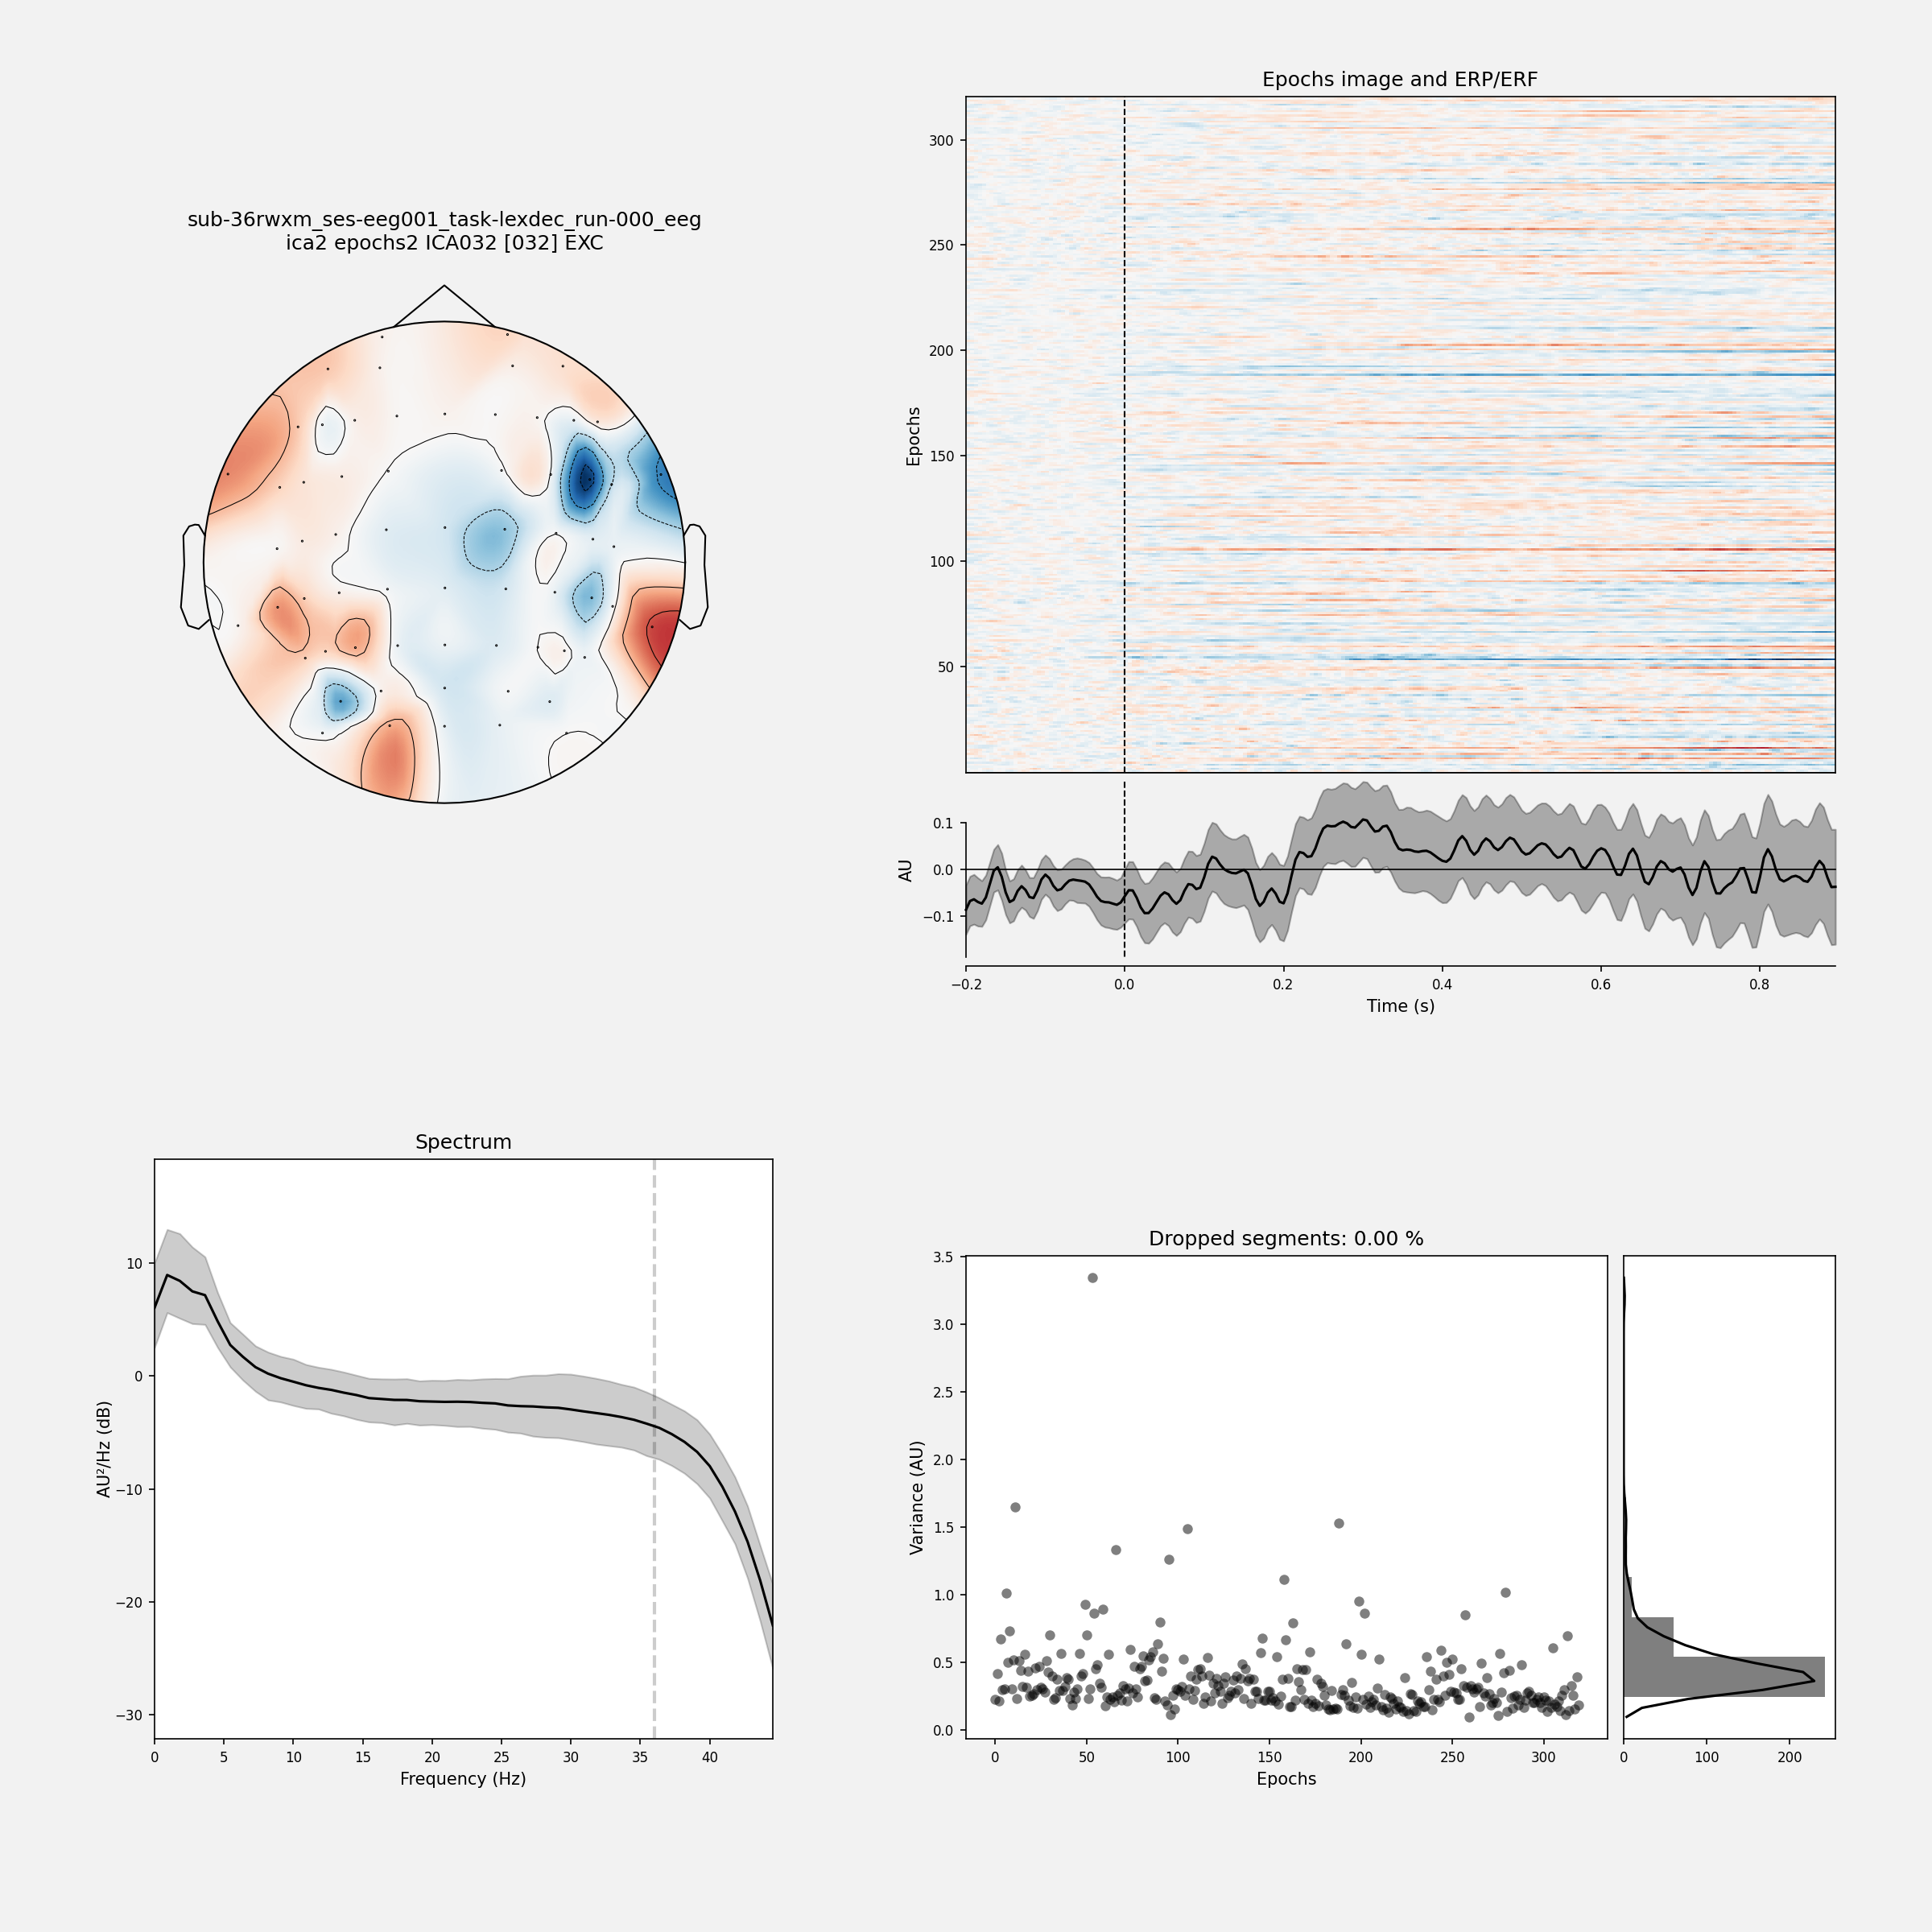 sub-36rwxm_ses-eeg001_task-lexdec_run-000_eeg
ica2 epochs2 ICA032 [032] EXC
Epochs image and ERP/ERF
300
250
200
150
100
50
Epochs
0.1
0.0
−0.1
AU
−0.2 0.0 0.2 0.4 0.6 0.8
Time (s)
Spectrum
10
0
−10
−20
−30
AU²/Hz (dB)
0 5 10 15 20 25 30 35 40
Frequency (Hz)
Dropped segments: 0.00 %
3.5
3.0
2.5
2.0
1.5
1.0
0.5
0.0
Variance (AU)
0 50 100 150 200 250 300
Epochs
0 100 200